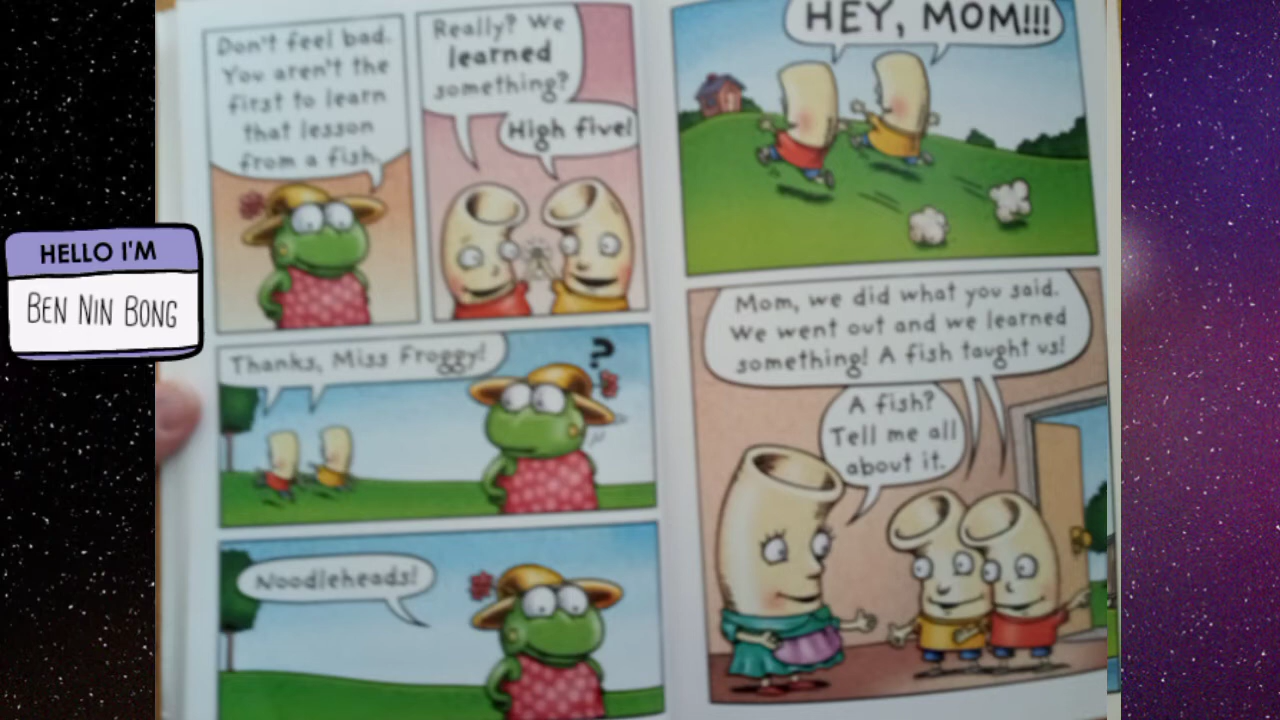 HELLO I'M
BEN NIN BONG
Don't feel bad.
You aren't the
first to learn
that lesson
from a fish.
Really? We
learned
something?
High five!
Thanks, Miss Froggy!
?
Noodleheads!
HEY, MOM!!!
Mom, we did what you said.
We went out and we learned
something! A fish taught us!
A fish?
Tell me all
about it.